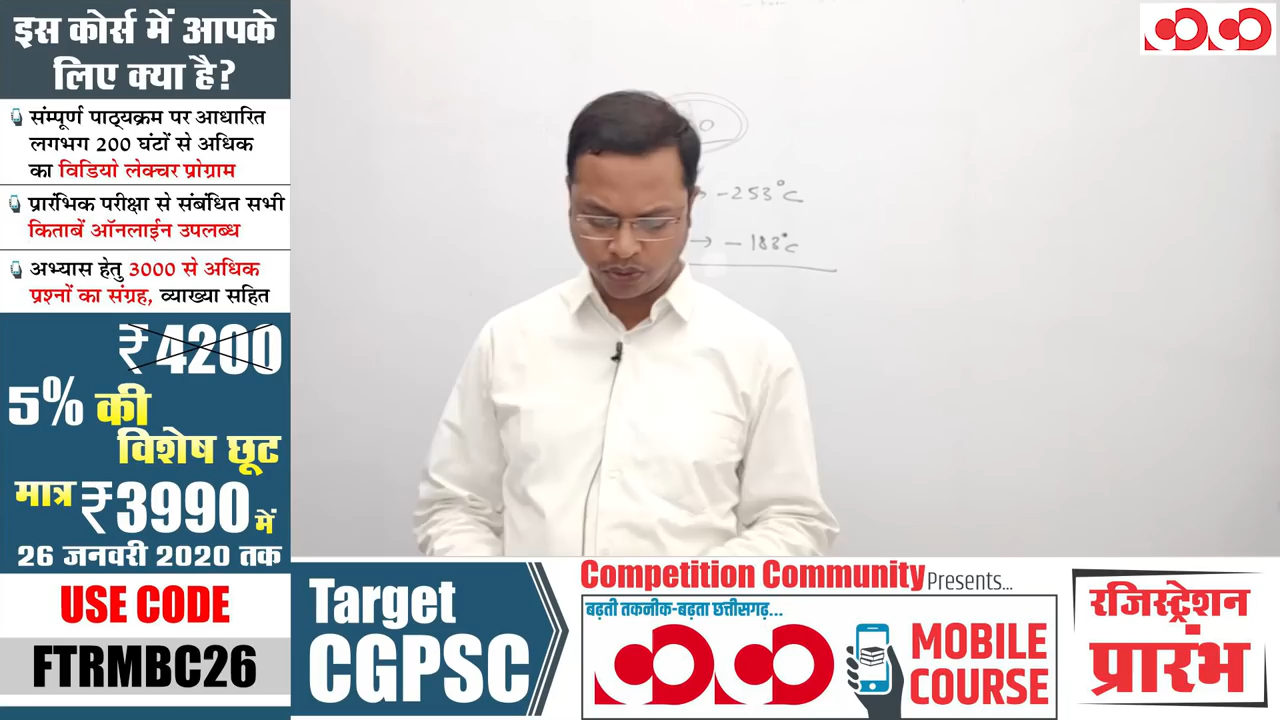 इस कोर्स में आपके
लिए क्या है?
संम्पूर्ण पाठ्यक्रम पर आधारित
लगभग 200 घंटों से अधिक
का विडियो लेक्चर प्रोग्राम
प्रारंभिक परीक्षा से संबंधित सभी
किताबें ऑनलाईन उपलब्ध
अभ्यास हेतु 3000 से अधिक
प्रश्नों का संग्रह, व्याख्या सहित
₹4200
5% की
विशेष छूट
मात्र ₹3990 में
26 जनवरी 2020 तक
USE CODE
FTRMBC26
→ -253°C
→ -183°C
Target
CGPSC
Competition Community Presents...
बढ़ती तकनीक-बढ़ता छत्तीसगढ़...
MOBILE
COURSE
रजिस्ट्रेशन
प्रारंभ